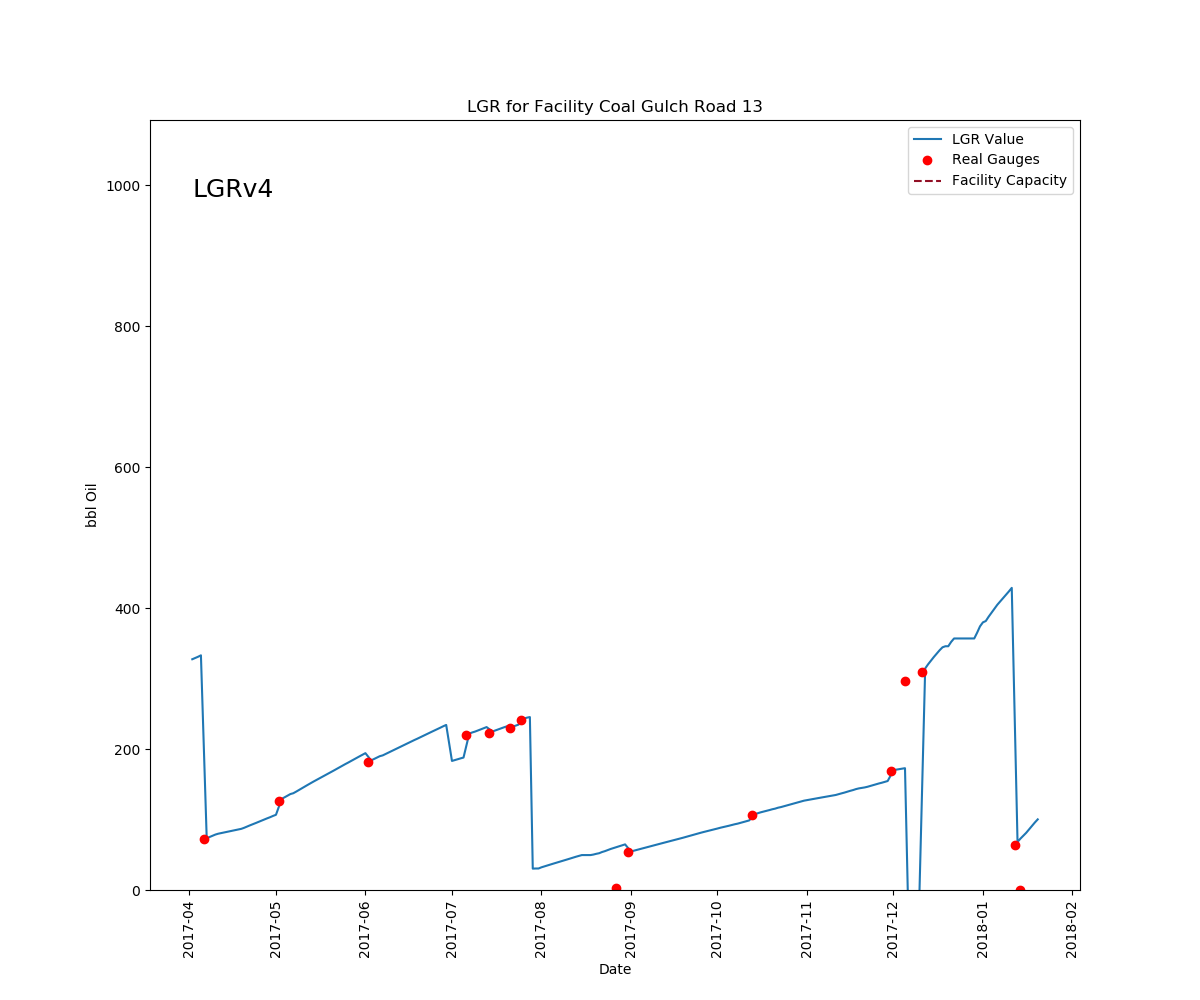 LGR for Facility Coal Gulch Road 13
LGR Value
Real Gauges
Facility Capacity
LGRv4
1000
800
600
400
200
0
bbl Oil
2017-04
2017-05
2017-06
2017-07
2017-08
2017-09
2017-10
2017-11
2017-12
2018-01
2018-02
Date